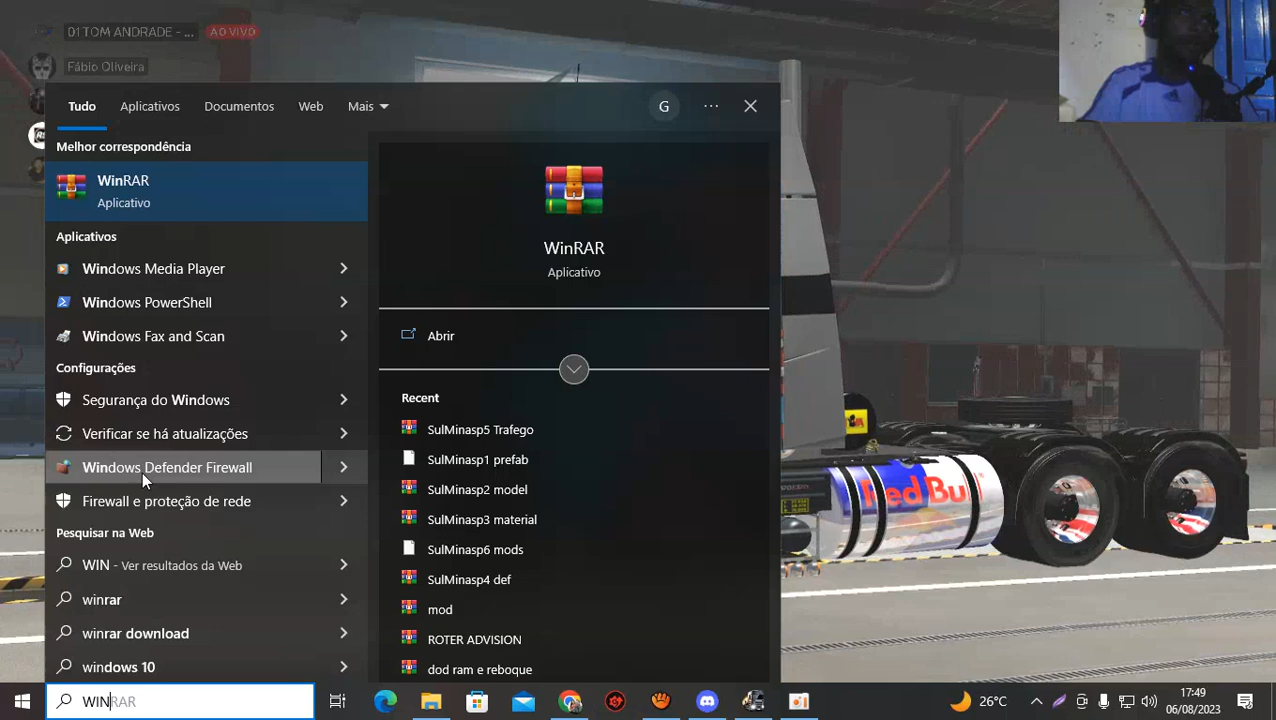 01 TOM ANDRADE - ... AO VIVO
Fábio Oliveira
Tudo Aplicativos Documentos Web Mais
G ...
Melhor correspondência
WinRAR
Aplicativo
Aplicativos
Windows Media Player
Windows PowerShell
Windows Fax and Scan
Configurações
Segurança do Windows
Verificar se há atualizações
Windows Defender Firewall
Firewall e proteção de rede
Pesquisar na Web
WIN - Ver resultados da Web
winrar
winrar download
windows 10
WinRAR
Aplicativo
Abrir
Recent
SulMinasp5 Trafego
SulMinasp1 prefab
SulMinasp2 model
SulMinasp3 material
SulMinasp6 mods
SulMinasp4 def
mod
ROTER ADVISION
dod ram e reboque
Red Bull
WINRAR
26°C
17:49
06/08/2023